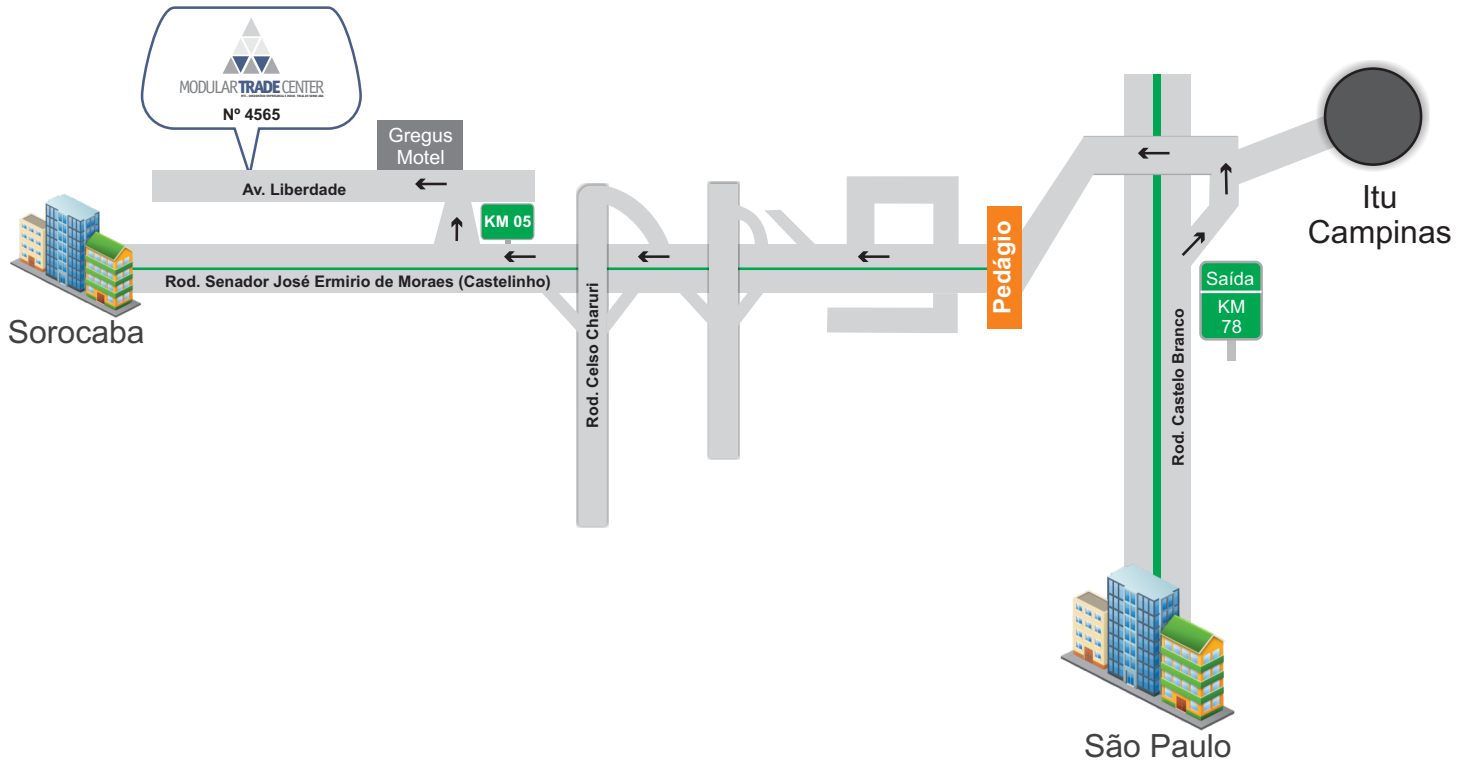 MODULAR TRADE CENTER
Nº 4565
Gregus
Motel
Av. Liberdade
KM 05
Rod. Senador José Ermirio de Moraes (Castelinho)
Sorocaba
Rod. Celso Charuri
Pedágio
Itu
Campinas
Saída
KM
78
Rod. Castelo Branco
São Paulo